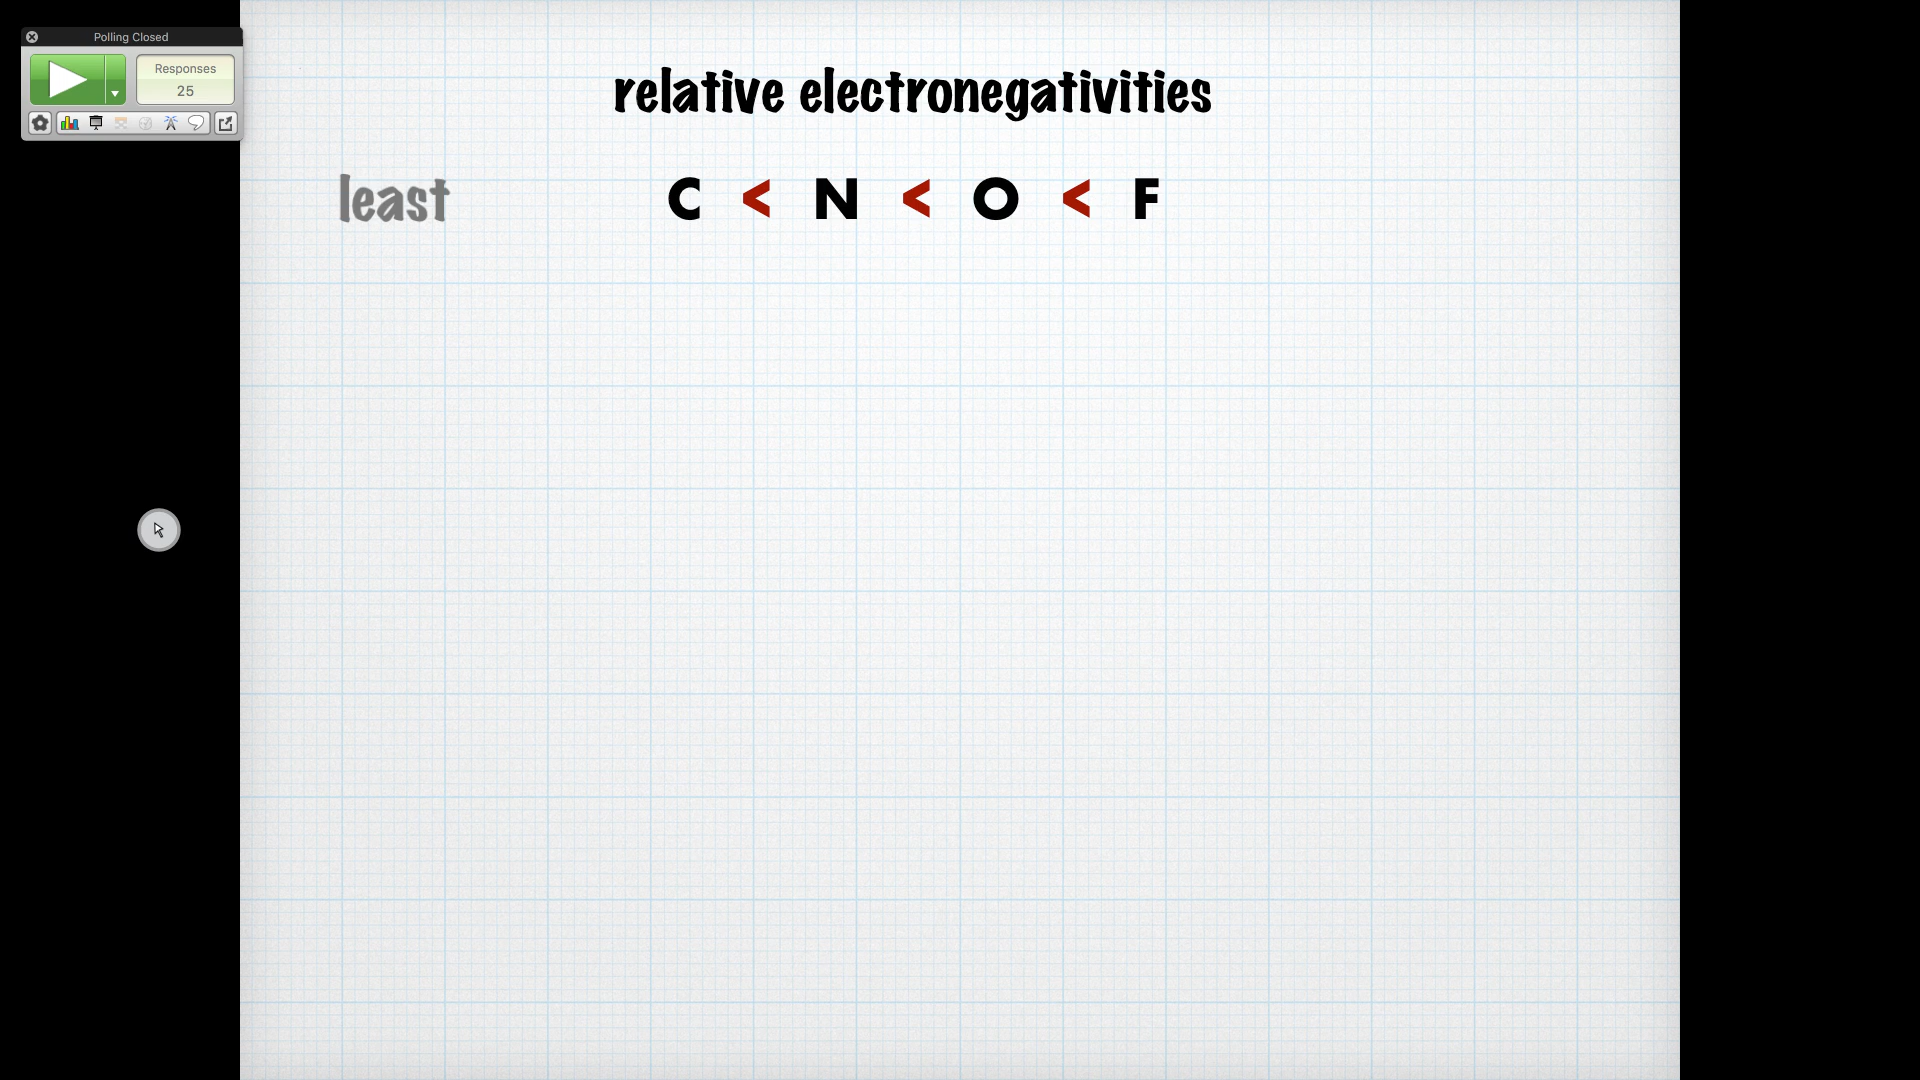 Polling Closed
Responses
25
relative electronegativities
least C < N < O < F